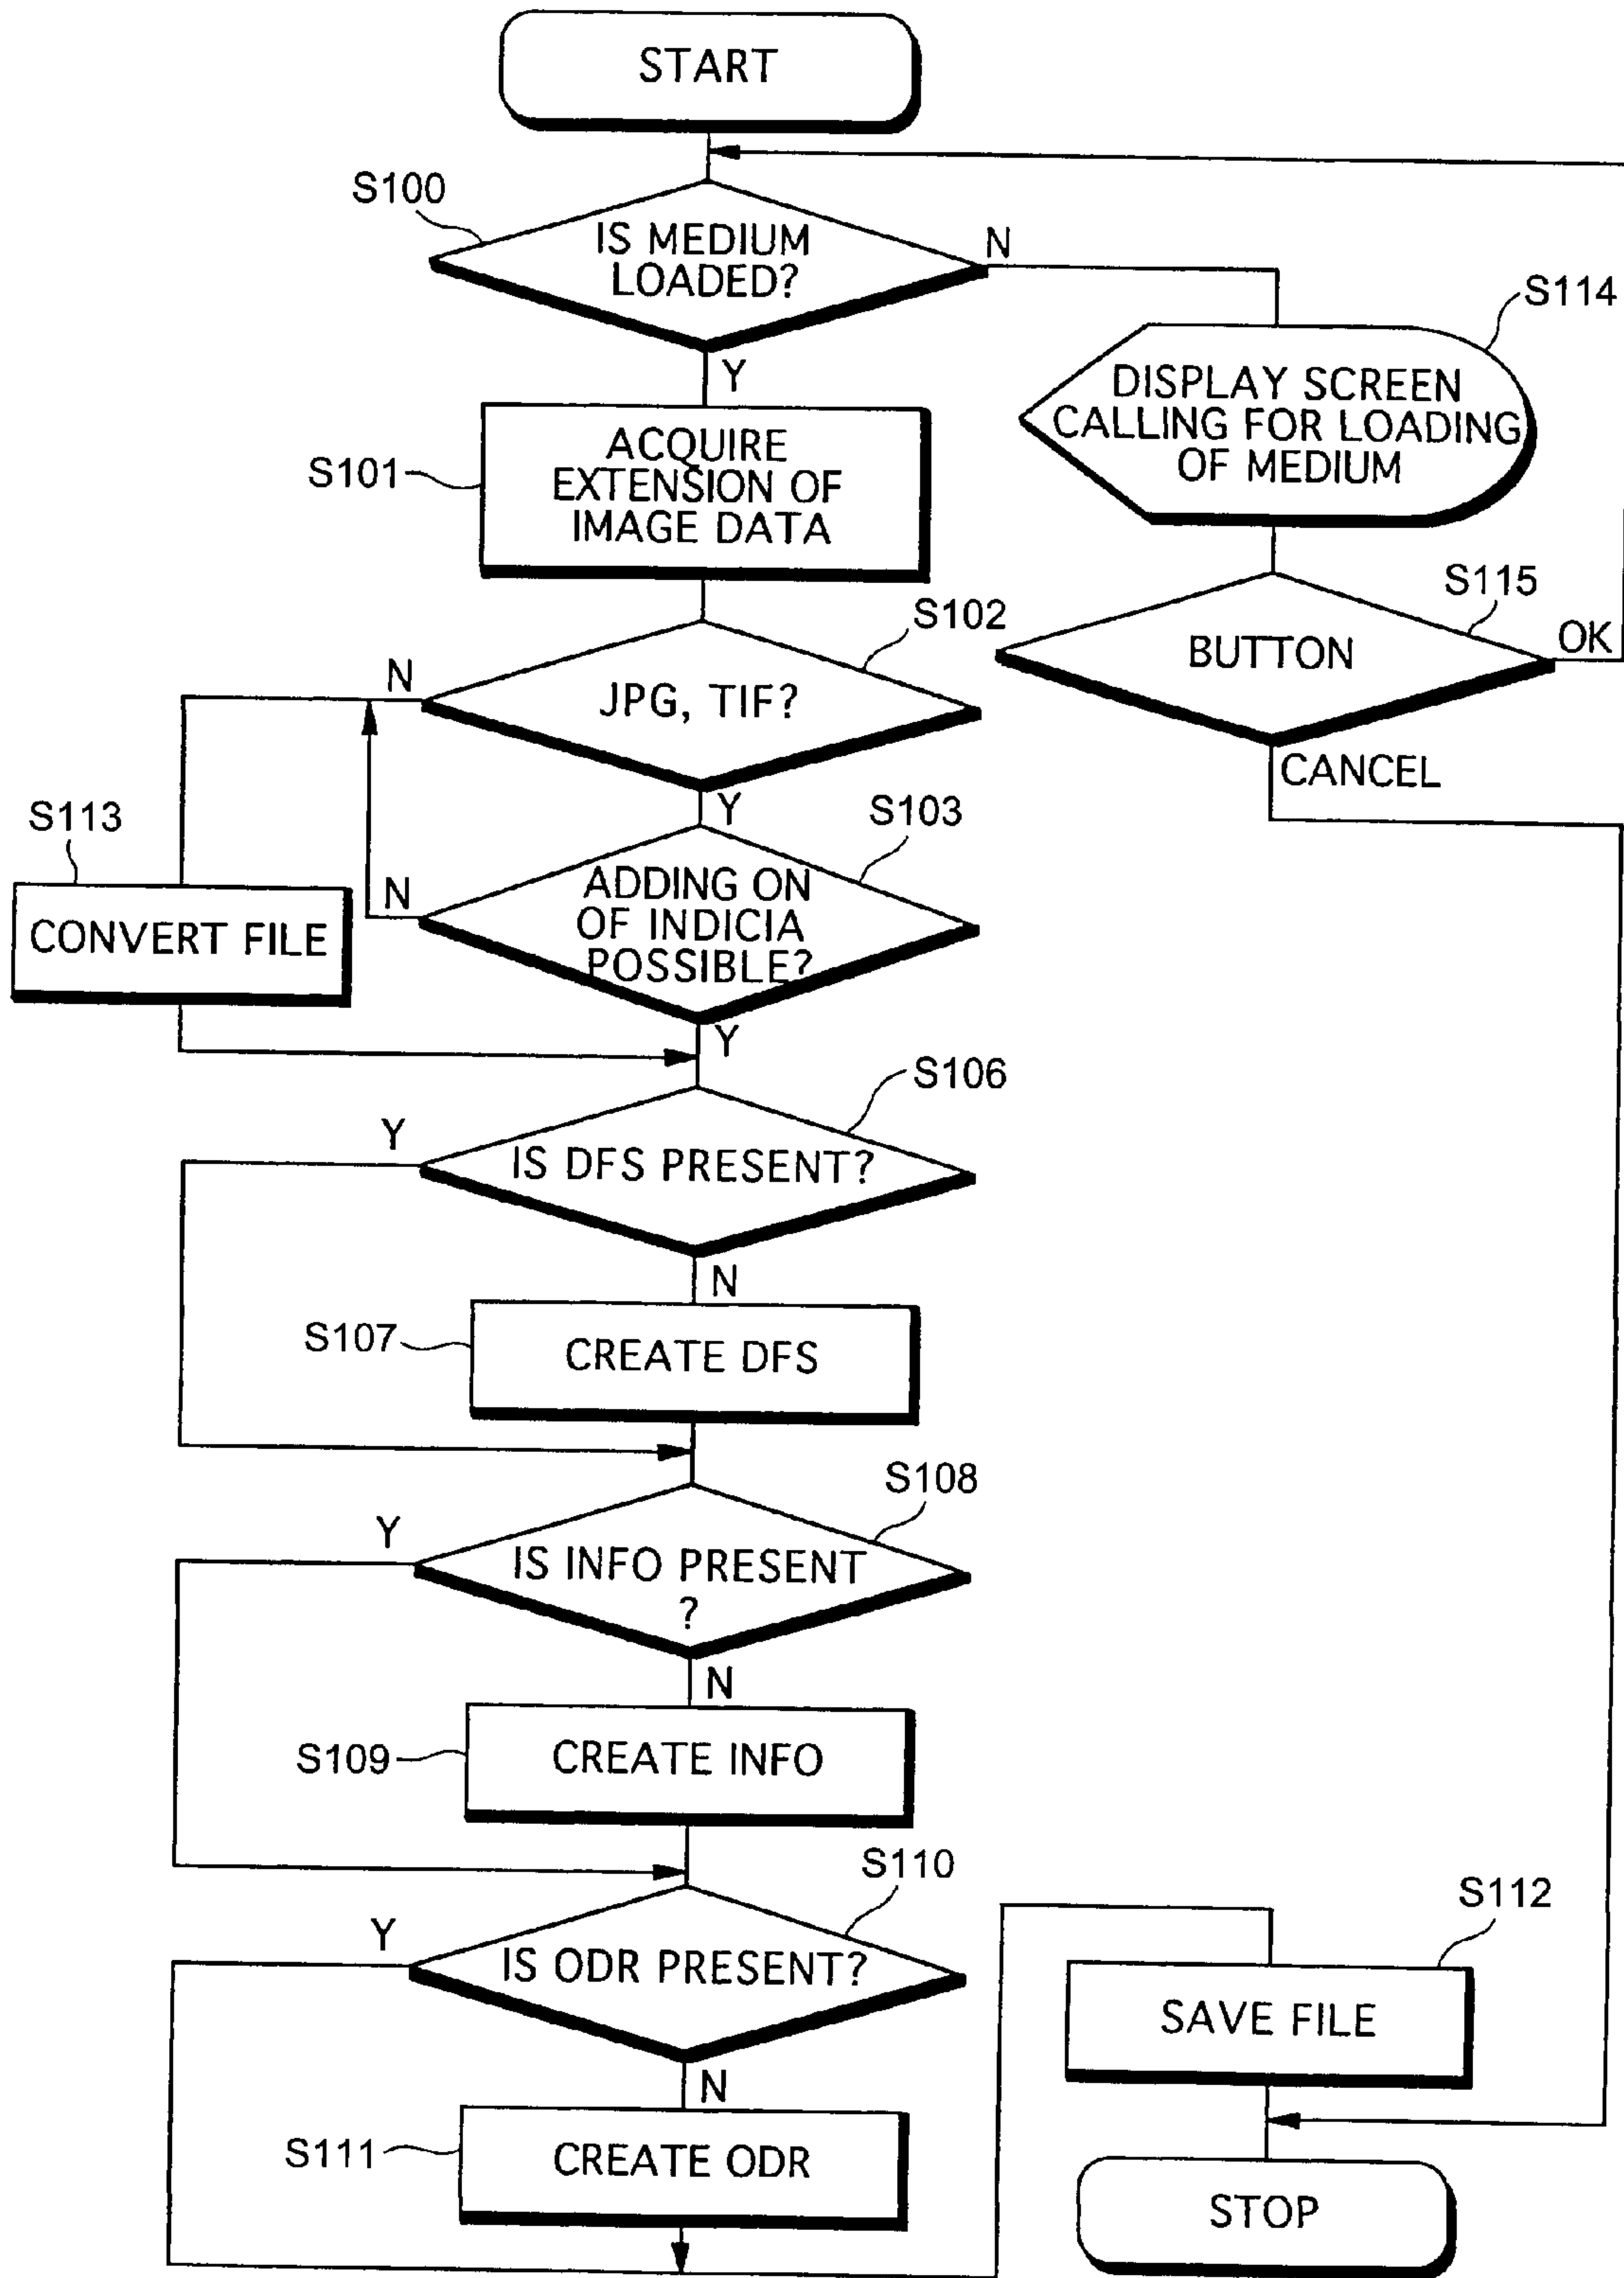 START
S100
IS MEDIUM
LOADED?
N
Y
S114
DISPLAY SCREEN
CALLING FOR LOADING
OF MEDIUM
S101
ACQUIRE
EXTENSION OF
IMAGE DATA
S115
BUTTON
OK
CANCEL
S102
JPG, TIF?
N
Y
S103
ADDING ON
OF INDICIA
POSSIBLE?
N
Y
S113
CONVERT FILE
S106
IS DFS PRESENT?
Y
N
S107
CREATE DFS
S108
IS INFO PRESENT
?
Y
N
S109
CREATE INFO
S110
IS ODR PRESENT?
Y
N
S111
CREATE ODR
S112
SAVE FILE
STOP